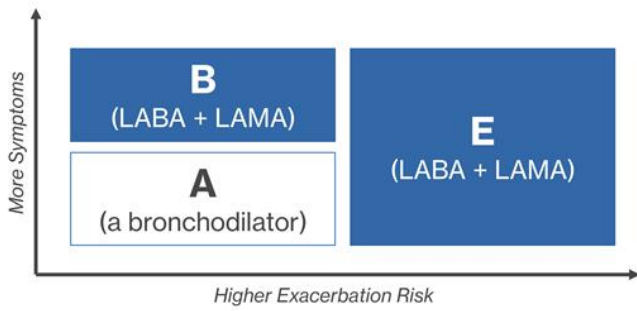 More Symptoms
B
(LABA + LAMA)
A
(a bronchodilator)
E
(LABA + LAMA)
Higher Exacerbation Risk